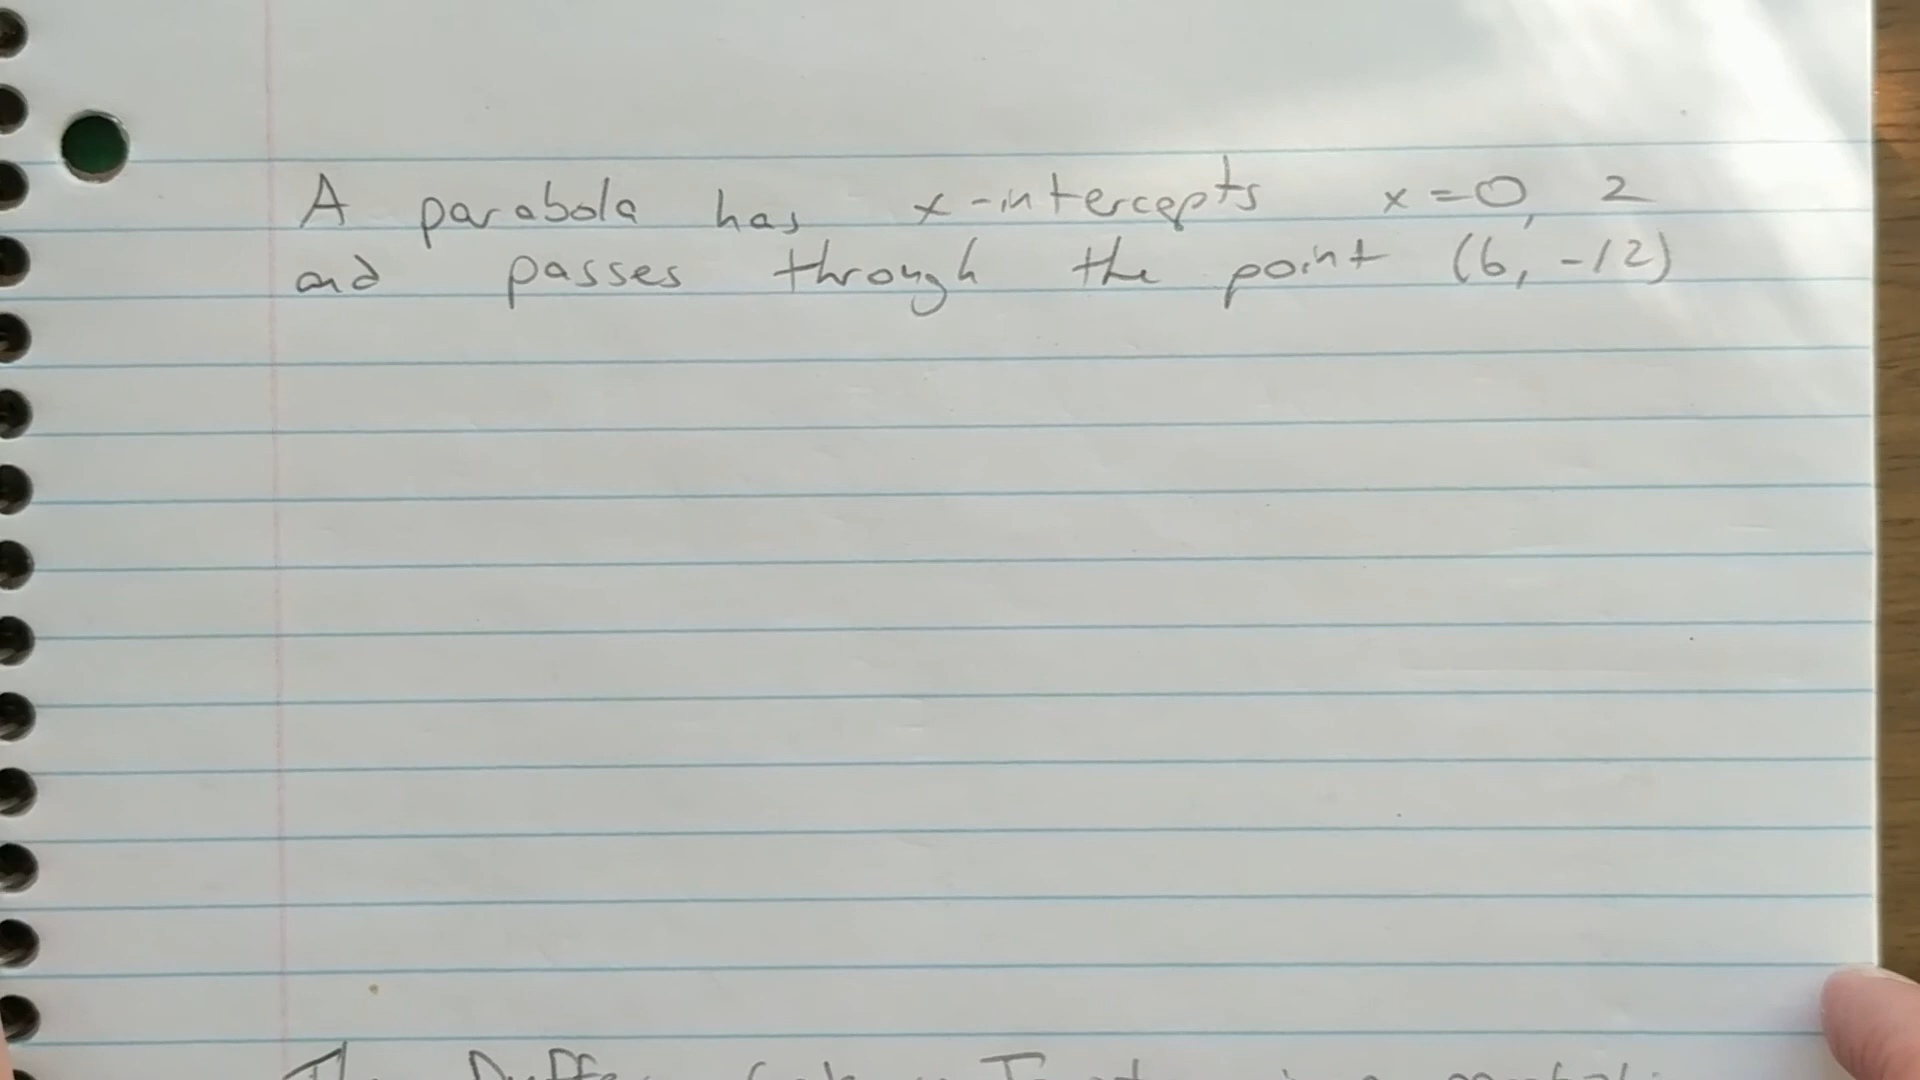 A parabola has x-intercepts x=0, 2
and passes through the point (6, -12)